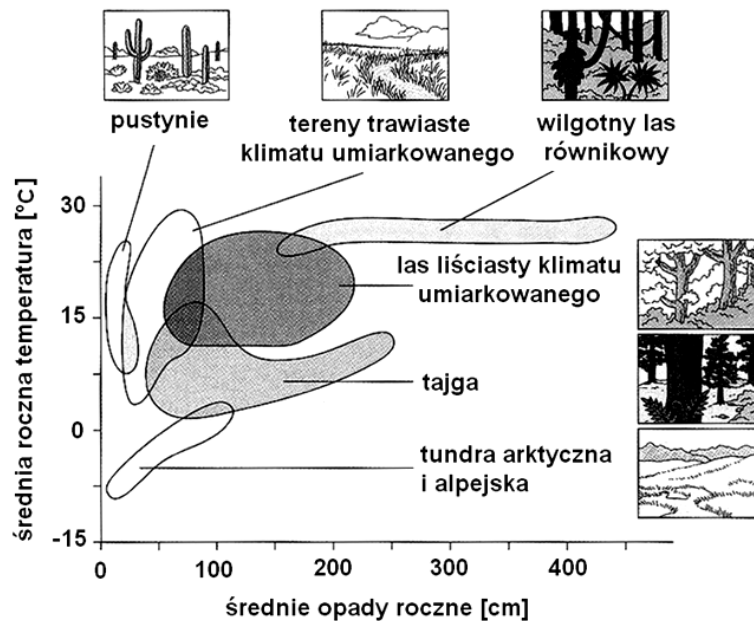 pustynie
tereny trawiaste
klimatu umiarkowanego
wilgotny las
równikowy
średnia roczna temperatura [°C]
30
15
0
-15
las liściasty klimatu
umiarkowanego
tajga
tundra arktyczna
i alpejska
0
100
200
300
400
średnie opady roczne [cm]